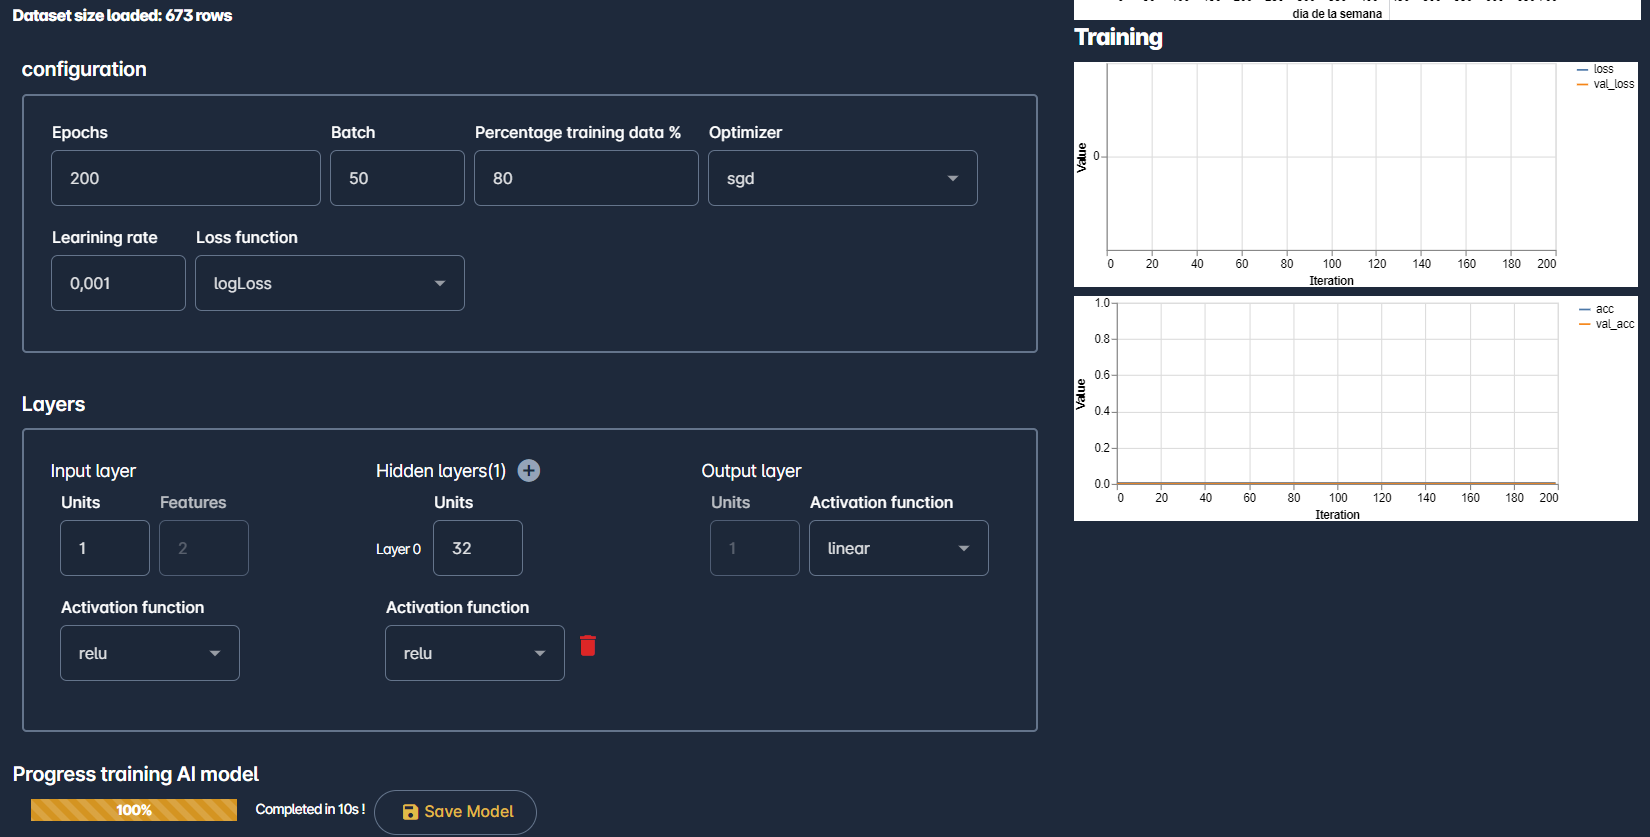 Dataset size loaded: 673 rows
configuration
Epochs
Batch
Percentage training data %
Optimizer
200
50
80
sgd
Learining rate
Loss function
0,001
logLoss
Layers
Input layer
Hidden layers(1)
Output layer
Units
Features
Units
Units
Activation function
1
2
Layer 0
32
1
linear
Activation function
Activation function
relu
relu
Progress training AI model
100%
Completed in 10s !
Save Model
dia de la semana
Training
loss
val_loss
Value
0
0 20 40 60 80 100 120 140 160 180 200
Iteration
acc
val_acc
1.0
0.8
0.6
0.4
0.2
0.0
Value
0 20 40 60 80 100 120 140 160 180 200
Iteration